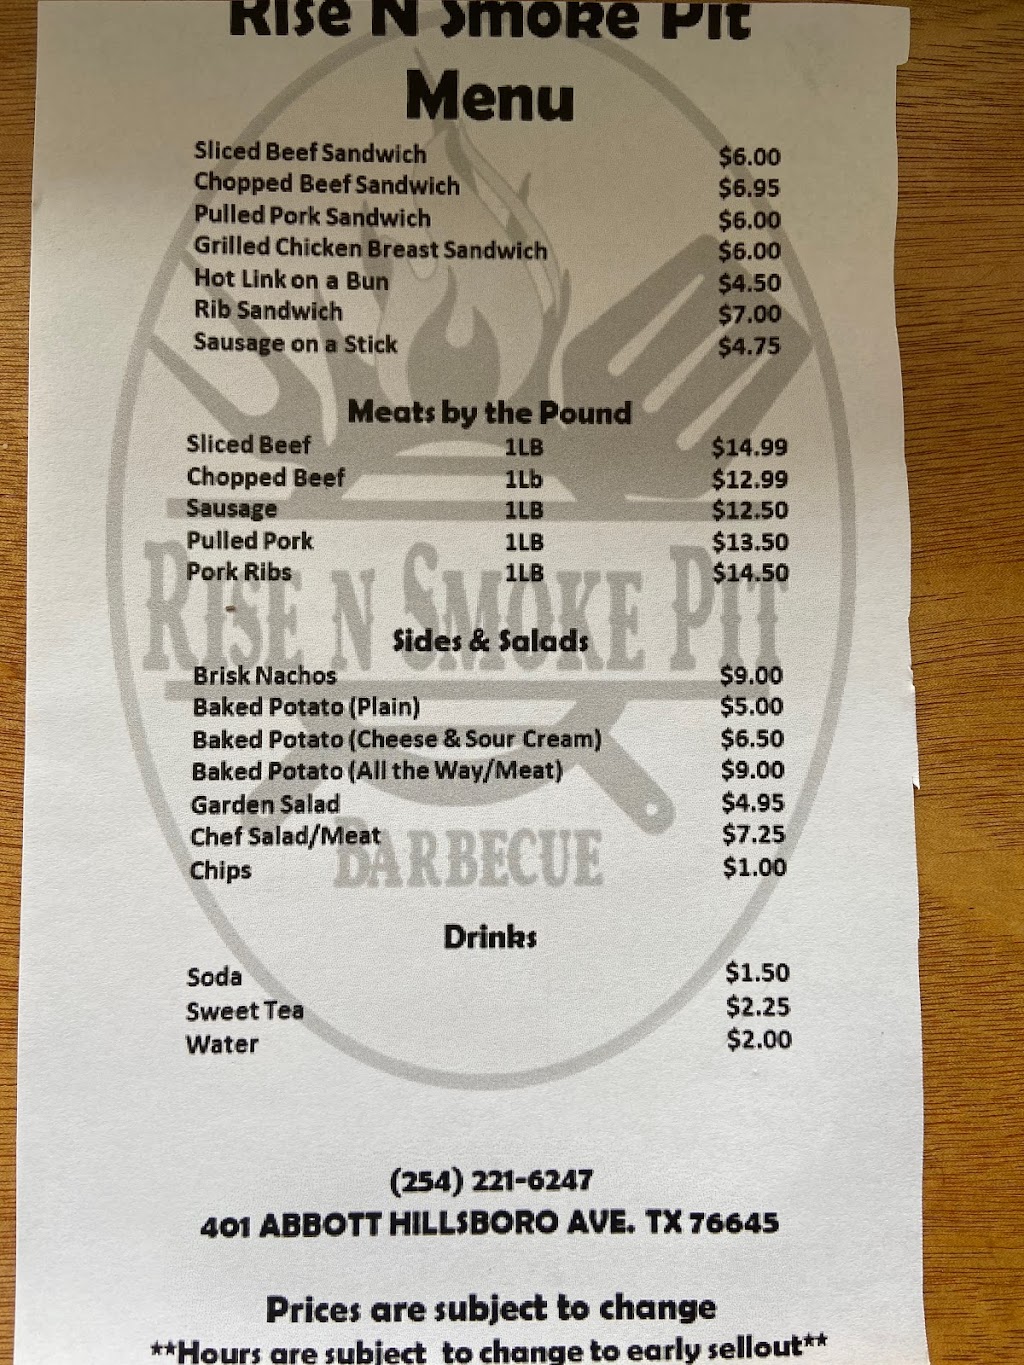 Rise N Smoke Pit
Menu
Sliced Beef Sandwich $6.00
Chopped Beef Sandwich $6.95
Pulled Pork Sandwich $6.00
Grilled Chicken Breast Sandwich $6.00
Hot Link on a Bun $4.50
Rib Sandwich $7.00
Sausage on a Stick $4.75
Meats by the Pound
Sliced Beef 1LB $14.99
Chopped Beef 1Lb $12.99
Sausage 1LB $12.50
Pulled Pork 1LB $13.50
Pork Ribs 1LB $14.50
RISE N SMOKE PIT
Sides & Salads
Brisk Nachos $9.00
Baked Potato (Plain) $5.00
Baked Potato (Cheese & Sour Cream) $6.50
Baked Potato (All the Way/Meat) $9.00
Garden Salad $4.95
Chef Salad/Meat $7.25
Chips $1.00
BARBECUE
Drinks
Soda $1.50
Sweet Tea $2.25
Water $2.00
(254) 221-6247
401 ABBOTT HILLSBORO AVE. TX 76645
Prices are subject to change
**Hours are subject to change to early sellout**